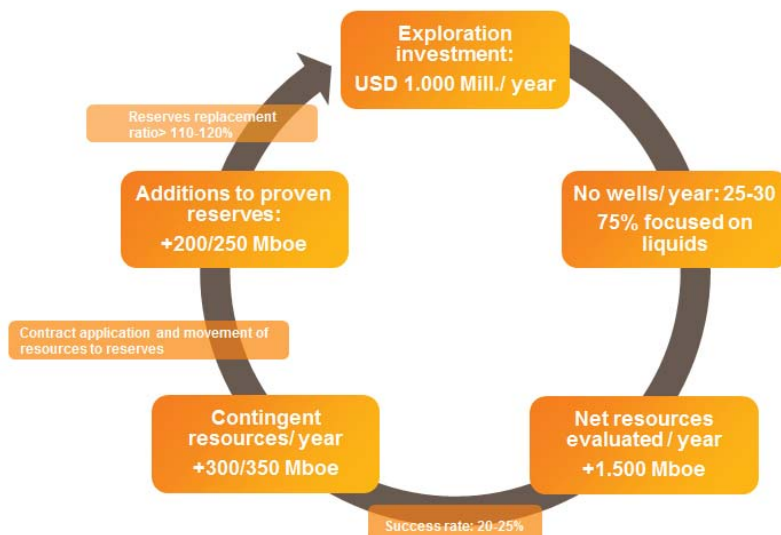 Exploration
investment:
USD 1.000 Mill./ year
No wells/ year: 25-30
75% focused on
liquids
Net resources
evaluated / year
+1.500 Mboe
Success rate: 20-25%
Contingent
resources/ year
+300/350 Mboe
Contract application and movement of
resources to reserves
Additions to proven
reserves:
+200/250 Mboe
Reserves replacement
ratio> 110-120%